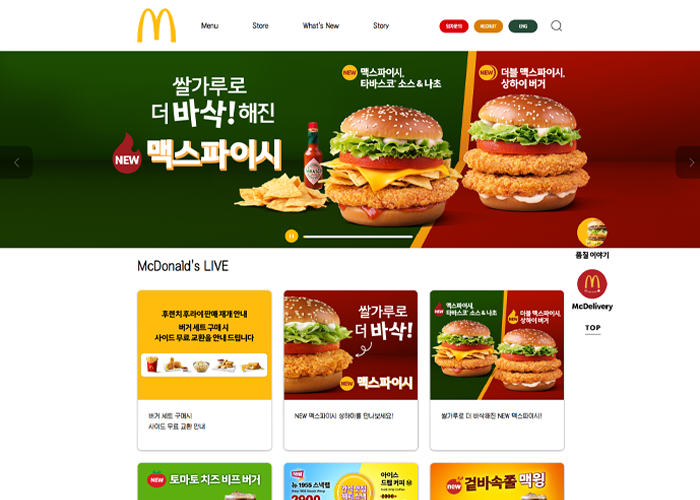 Menu
Store
What's New
Story
임차문의
RECRUIT
ENG
쌀가루로
더 바삭!해진
NEW 맥스파이시
NEW 맥스파이시,
타바스코 소스 & 나초
NEW 더블 맥스파이시,
상하이 버거
품질 이야기
McDelivery
TOP
McDonald's LIVE
후렌치 후라이 판매 재개 안내
버거 세트 구매 시
사이드 무료 교환을 안내 드립니다
버거 세트 구매시
사이드 무료 교환 안내
쌀가루로
더 바삭!
NEW 맥스파이시
NEW 맥스파이시 상하이를 만나보세요!
NEW 맥스파이시,
타바스코 소스 & 나초
NEW 더블 맥스파이시,
상하이 버거
쌀가루로 더 바삭해진 NEW 맥스파이시!
NEW 토마토 치즈 비프 버거
뉴 1955 스낵랩
아이스
드립 커피
NEW 겉바속쫄 맥윙